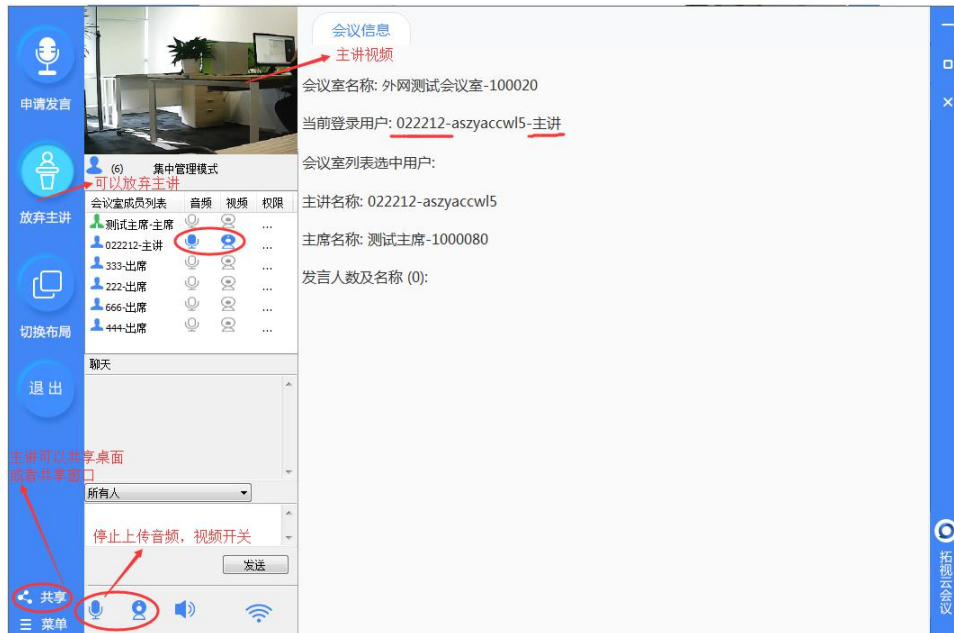 申请发言
放弃主讲
切换布局
退出
主讲可以共享桌面
或者共享窗口
共享
菜单
(6) 集中管理模式
可以放弃主讲
会议室成员列表 音频 视频 权限
测试主席-主席 ...
022212-主讲 ...
333-出席 ...
222-出席 ...
666-出席 ...
444-出席 ...
聊天
所有人
停止上传音频，视频开关
发送
会议信息
主讲视频
会议室名称: 外网测试会议室-100020
当前登录用户: 022212-aszyaccwl5-主讲
会议室列表选中用户:
主讲名称: 022212-aszyaccwl5
主席名称: 测试主席-1000080
发言人数及名称 (0):
拓视云会议